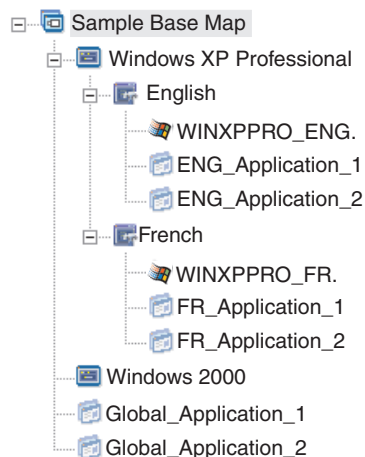 Sample Base Map
Windows XP Professional
English
WINXPPRO_ENG.
ENG_Application_1
ENG_Application_2
French
WINXPPRO_FR.
FR_Application_1
FR_Application_2
Windows 2000
Global_Application_1
Global_Application_2